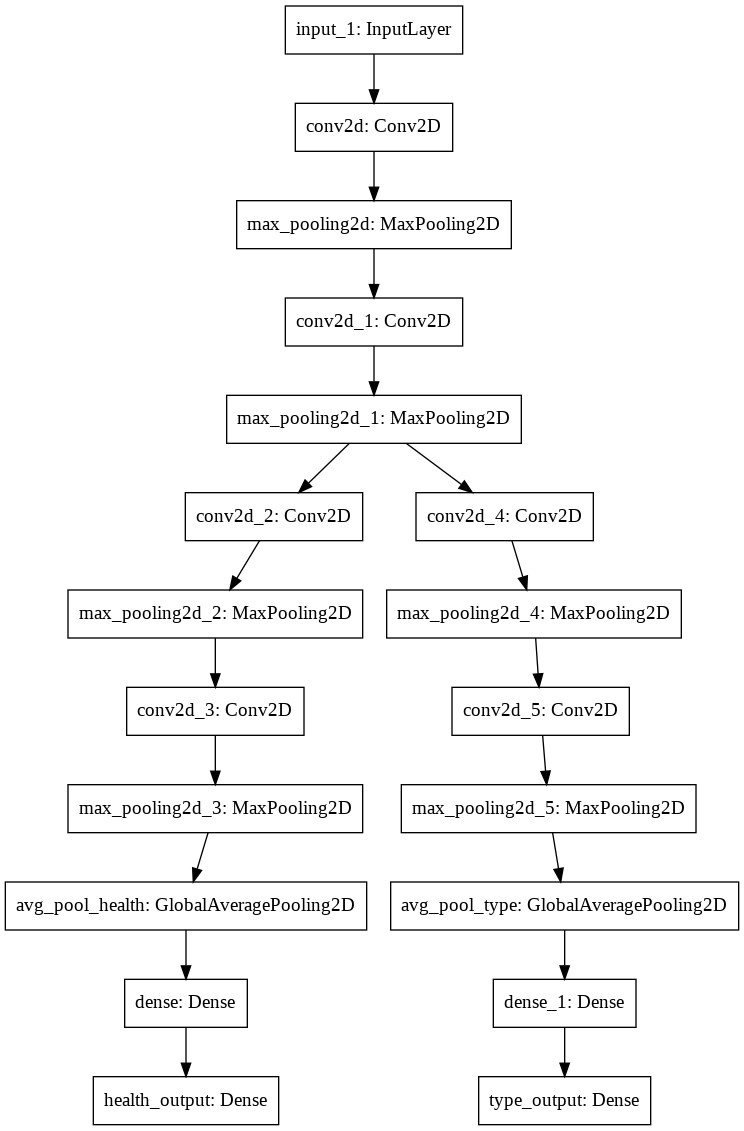 input_1: InputLayer
conv2d: Conv2D
max_pooling2d: MaxPooling2D
conv2d_1: Conv2D
max_pooling2d_1: MaxPooling2D
conv2d_2: Conv2D
conv2d_4: Conv2D
max_pooling2d_2: MaxPooling2D
max_pooling2d_4: MaxPooling2D
conv2d_3: Conv2D
conv2d_5: Conv2D
max_pooling2d_3: MaxPooling2D
max_pooling2d_5: MaxPooling2D
avg_pool_health: GlobalAveragePooling2D
avg_pool_type: GlobalAveragePooling2D
dense: Dense
dense_1: Dense
health_output: Dense
type_output: Dense